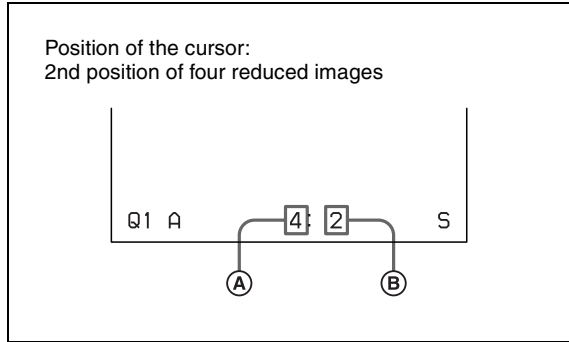 Position of the cursor:
2nd position of four reduced images
Q1 A 4: 2 S
A B